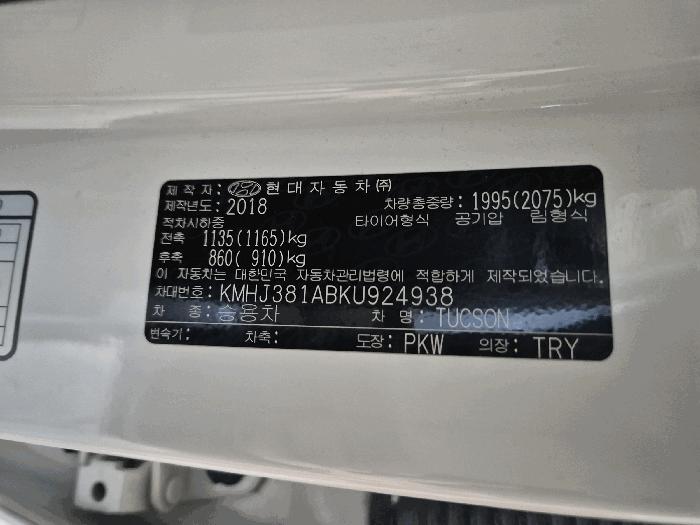 제 작 자: 현대자동차(주)
제작년도: 2018 차량총중량: 1995(2075)kg
적차시하중 타이어형식 공기압 림형식
전축 1135(1165)kg
후축 860( 910)kg
이 자동차는 대한민국 자동차관리법령에 적합하게 제작되었습니다.
차대번호: KMHJ381ABKU924938
차 종: 승용차 차 명: TUCSON
변속기: 차축: 도장: PKW 의장: TRY